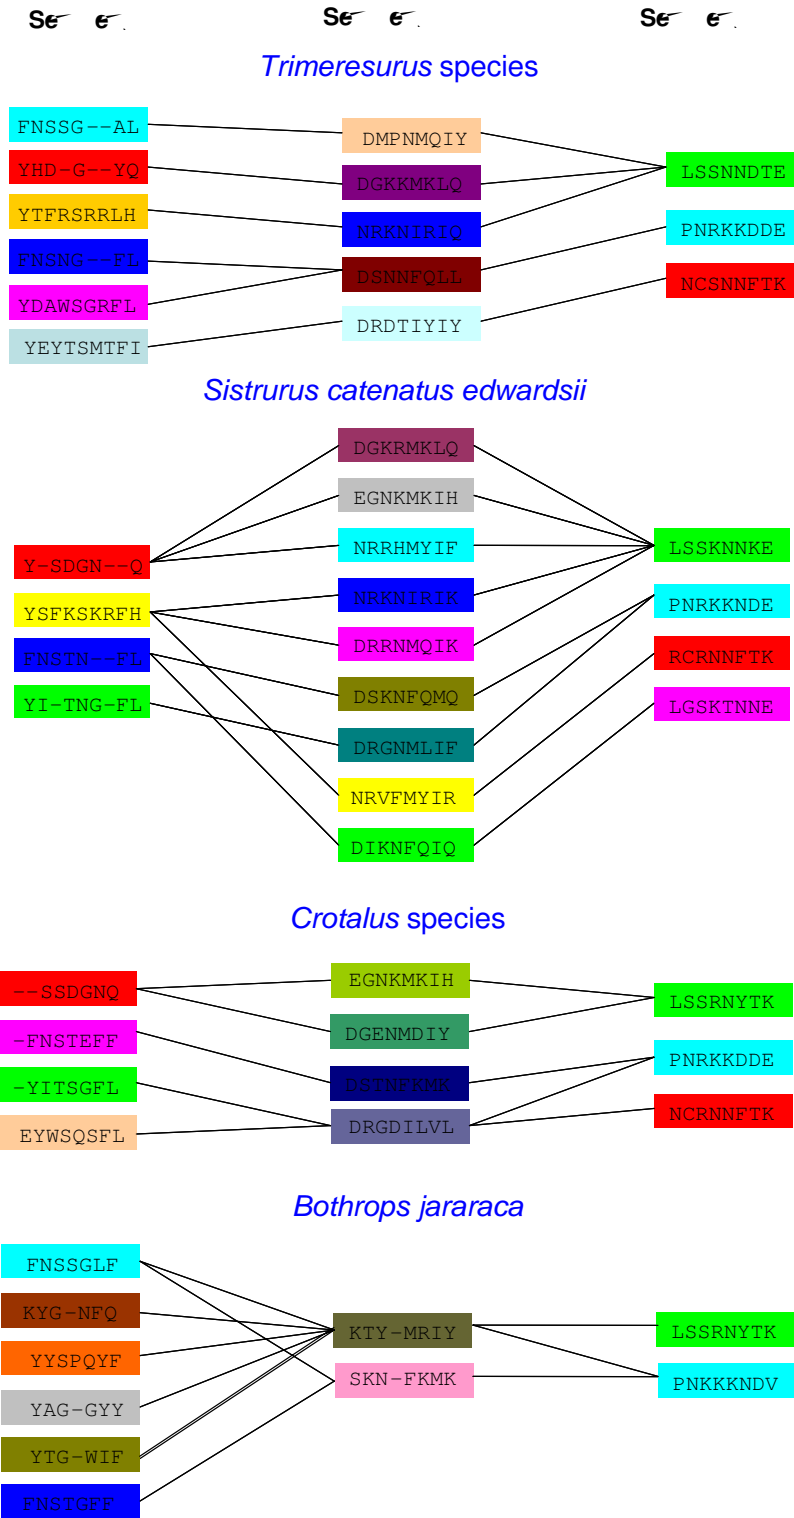 Trimeresurus species
FNSSG--AL
YHD-G--YQ
YTFRSRRLH
FNSNG--FL
YDAWSGRFL
YEYTSMTFI
DMPNMQIY
DGKKMKLQ
NRKNIRIQ
DSNNFQLL
DRDTIYIY
LSSNNDTE
PNRKKDDE
NCSNNFTK
Sistrurus catenatus edwardsii
Y-SDGN--Q
YSFKSKRFH
FNSTN--FL
YI-TNG-FL
DGKRMKLQ
EGNKMKIH
NRRHMYIF
NRKNIRIK
DRRNMQIK
DSKNFQMQ
DRGNMLIF
NRVFMYIR
DIKNFQIQ
LSSKNNKE
PNRKKNDE
RCRNNFTK
LGSKTNNE
Crotalus species
--SSDGNQ
-FNSTEFF
-YITSGFL
EYWSQSFL
EGNKMKIH
DGENMDIY
DSTNFKMK
DRGDILVL
LSSRNYTK
PNRKKDDE
NCRNNFTK
Bothrops jararaca
FNSSGLF
KYG-NFQ
YYSPQYF
YAG-GYY
YTG-WIF
FNSTGFF
KTY-MRIY
SKN-FKMK
LSSRNYTK
PNKKKNDV